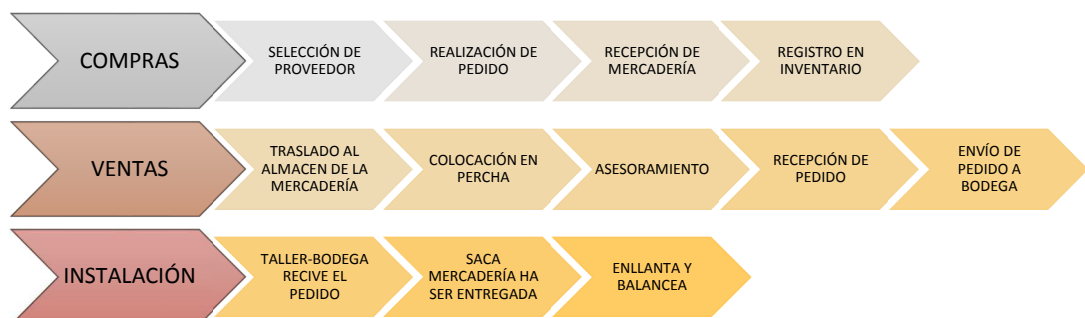 COMPRAS
SELECCIÓN DE
PROVEEDOR
REALIZACIÓN DE
PEDIDO
RECEPCIÓN DE
MERCADERÍA
REGISTRO EN
INVENTARIO
VENTAS
TRASLADO AL
ALMACEN DE LA
MERCADERÍA
COLOCACIÓN EN
PERCHA
ASESORAMIENTO
RECEPCIÓN DE
PEDIDO
ENVÍO DE
PEDIDO A
BODEGA
INSTALACIÓN
TALLER-BODEGA
RECIVE EL
PEDIDO
SACA
MERCADERÍA HA
SER ENTREGADA
ENLLANTA Y
BALANCEA